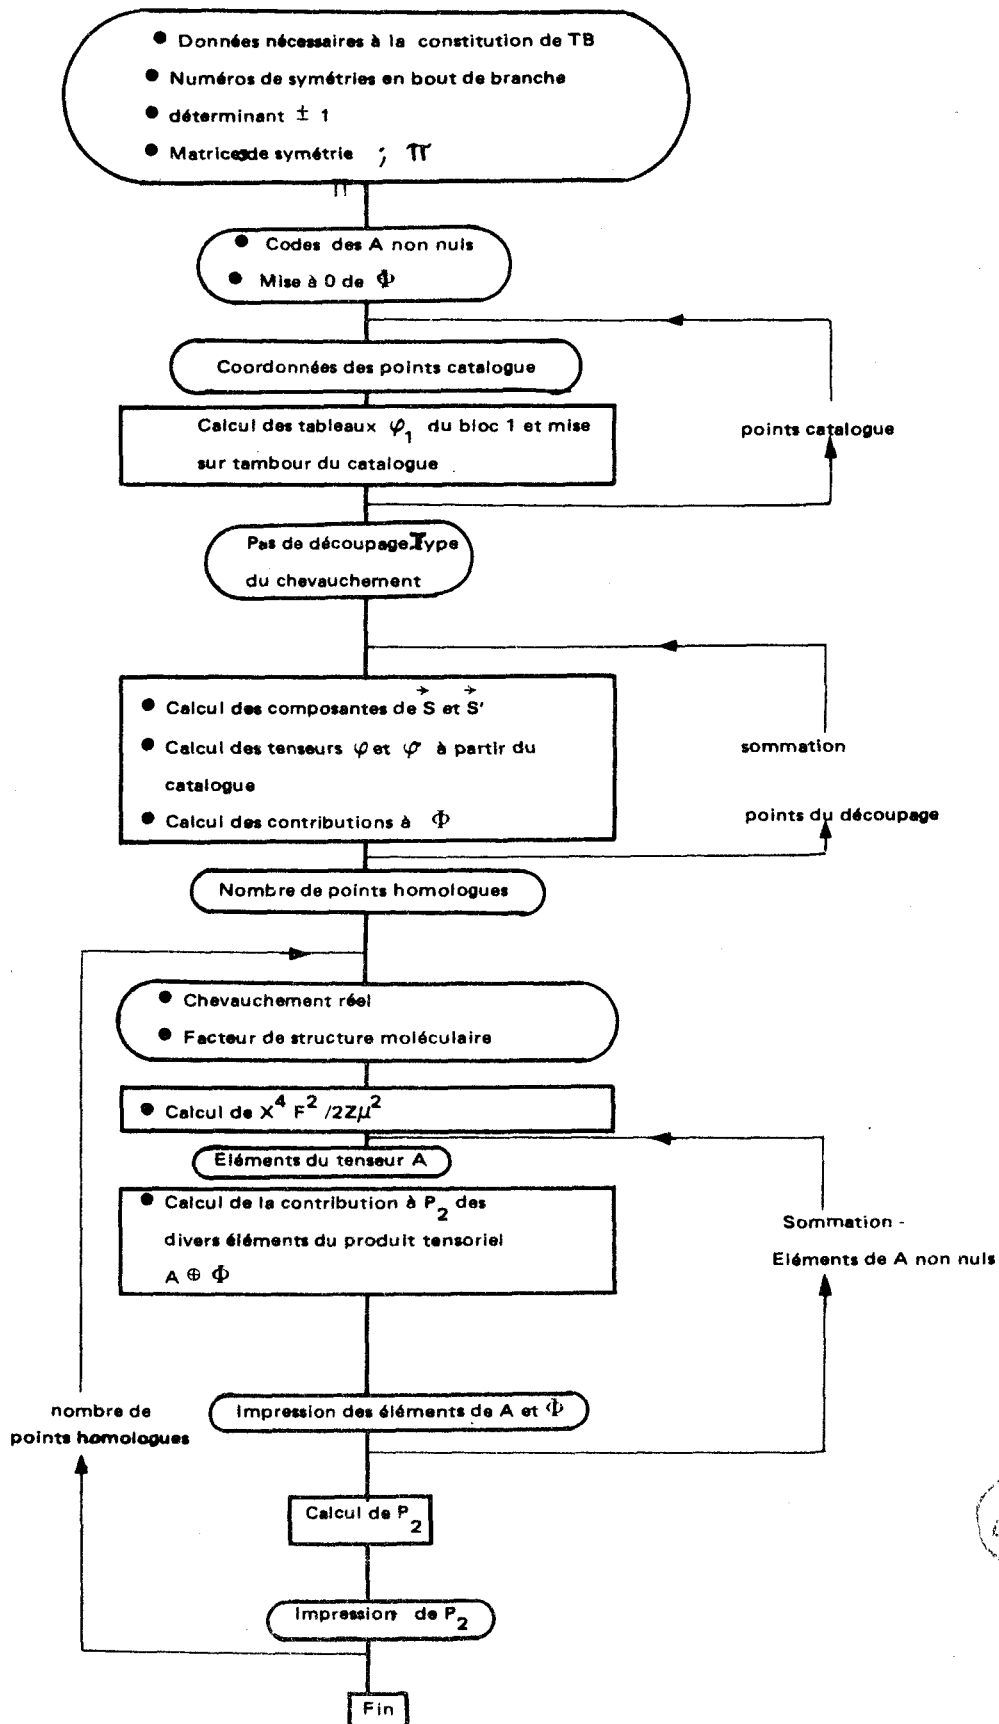 ● Données nécessaires à la constitution de TB
● Numéros de symétries en bout de branche
● déterminant ± 1
● Matrices de symétrie ; π
π
● Codes des A non nuls
● Mise à 0 de Φ
Coordonnées des points catalogue
Calcul des tableaux φ₁ du bloc 1 et mise
sur tambour du catalogue
points catalogue
Pas de découpage.Type
du chevauchement
● Calcul des composantes de S⃗ et S⃗'
● Calcul des tenseurs φ et φ' à partir du
catalogue
● Calcul des contributions à Φ
sommation
points du découpage
Nombre de points homologues
● Chevauchement réel
● Facteur de structure moléculaire
● Calcul de X⁴ F² /2Zμ²
Eléments du tenseur A
● Calcul de la contribution à P₂ des
divers éléments du produit tensoriel
A ⊕ Φ
Sommation -
Eléments de A non nuls
Impression des éléments de A et Φ
nombre de
points homologues
Calcul de P₂
Impression de P₂
Fin